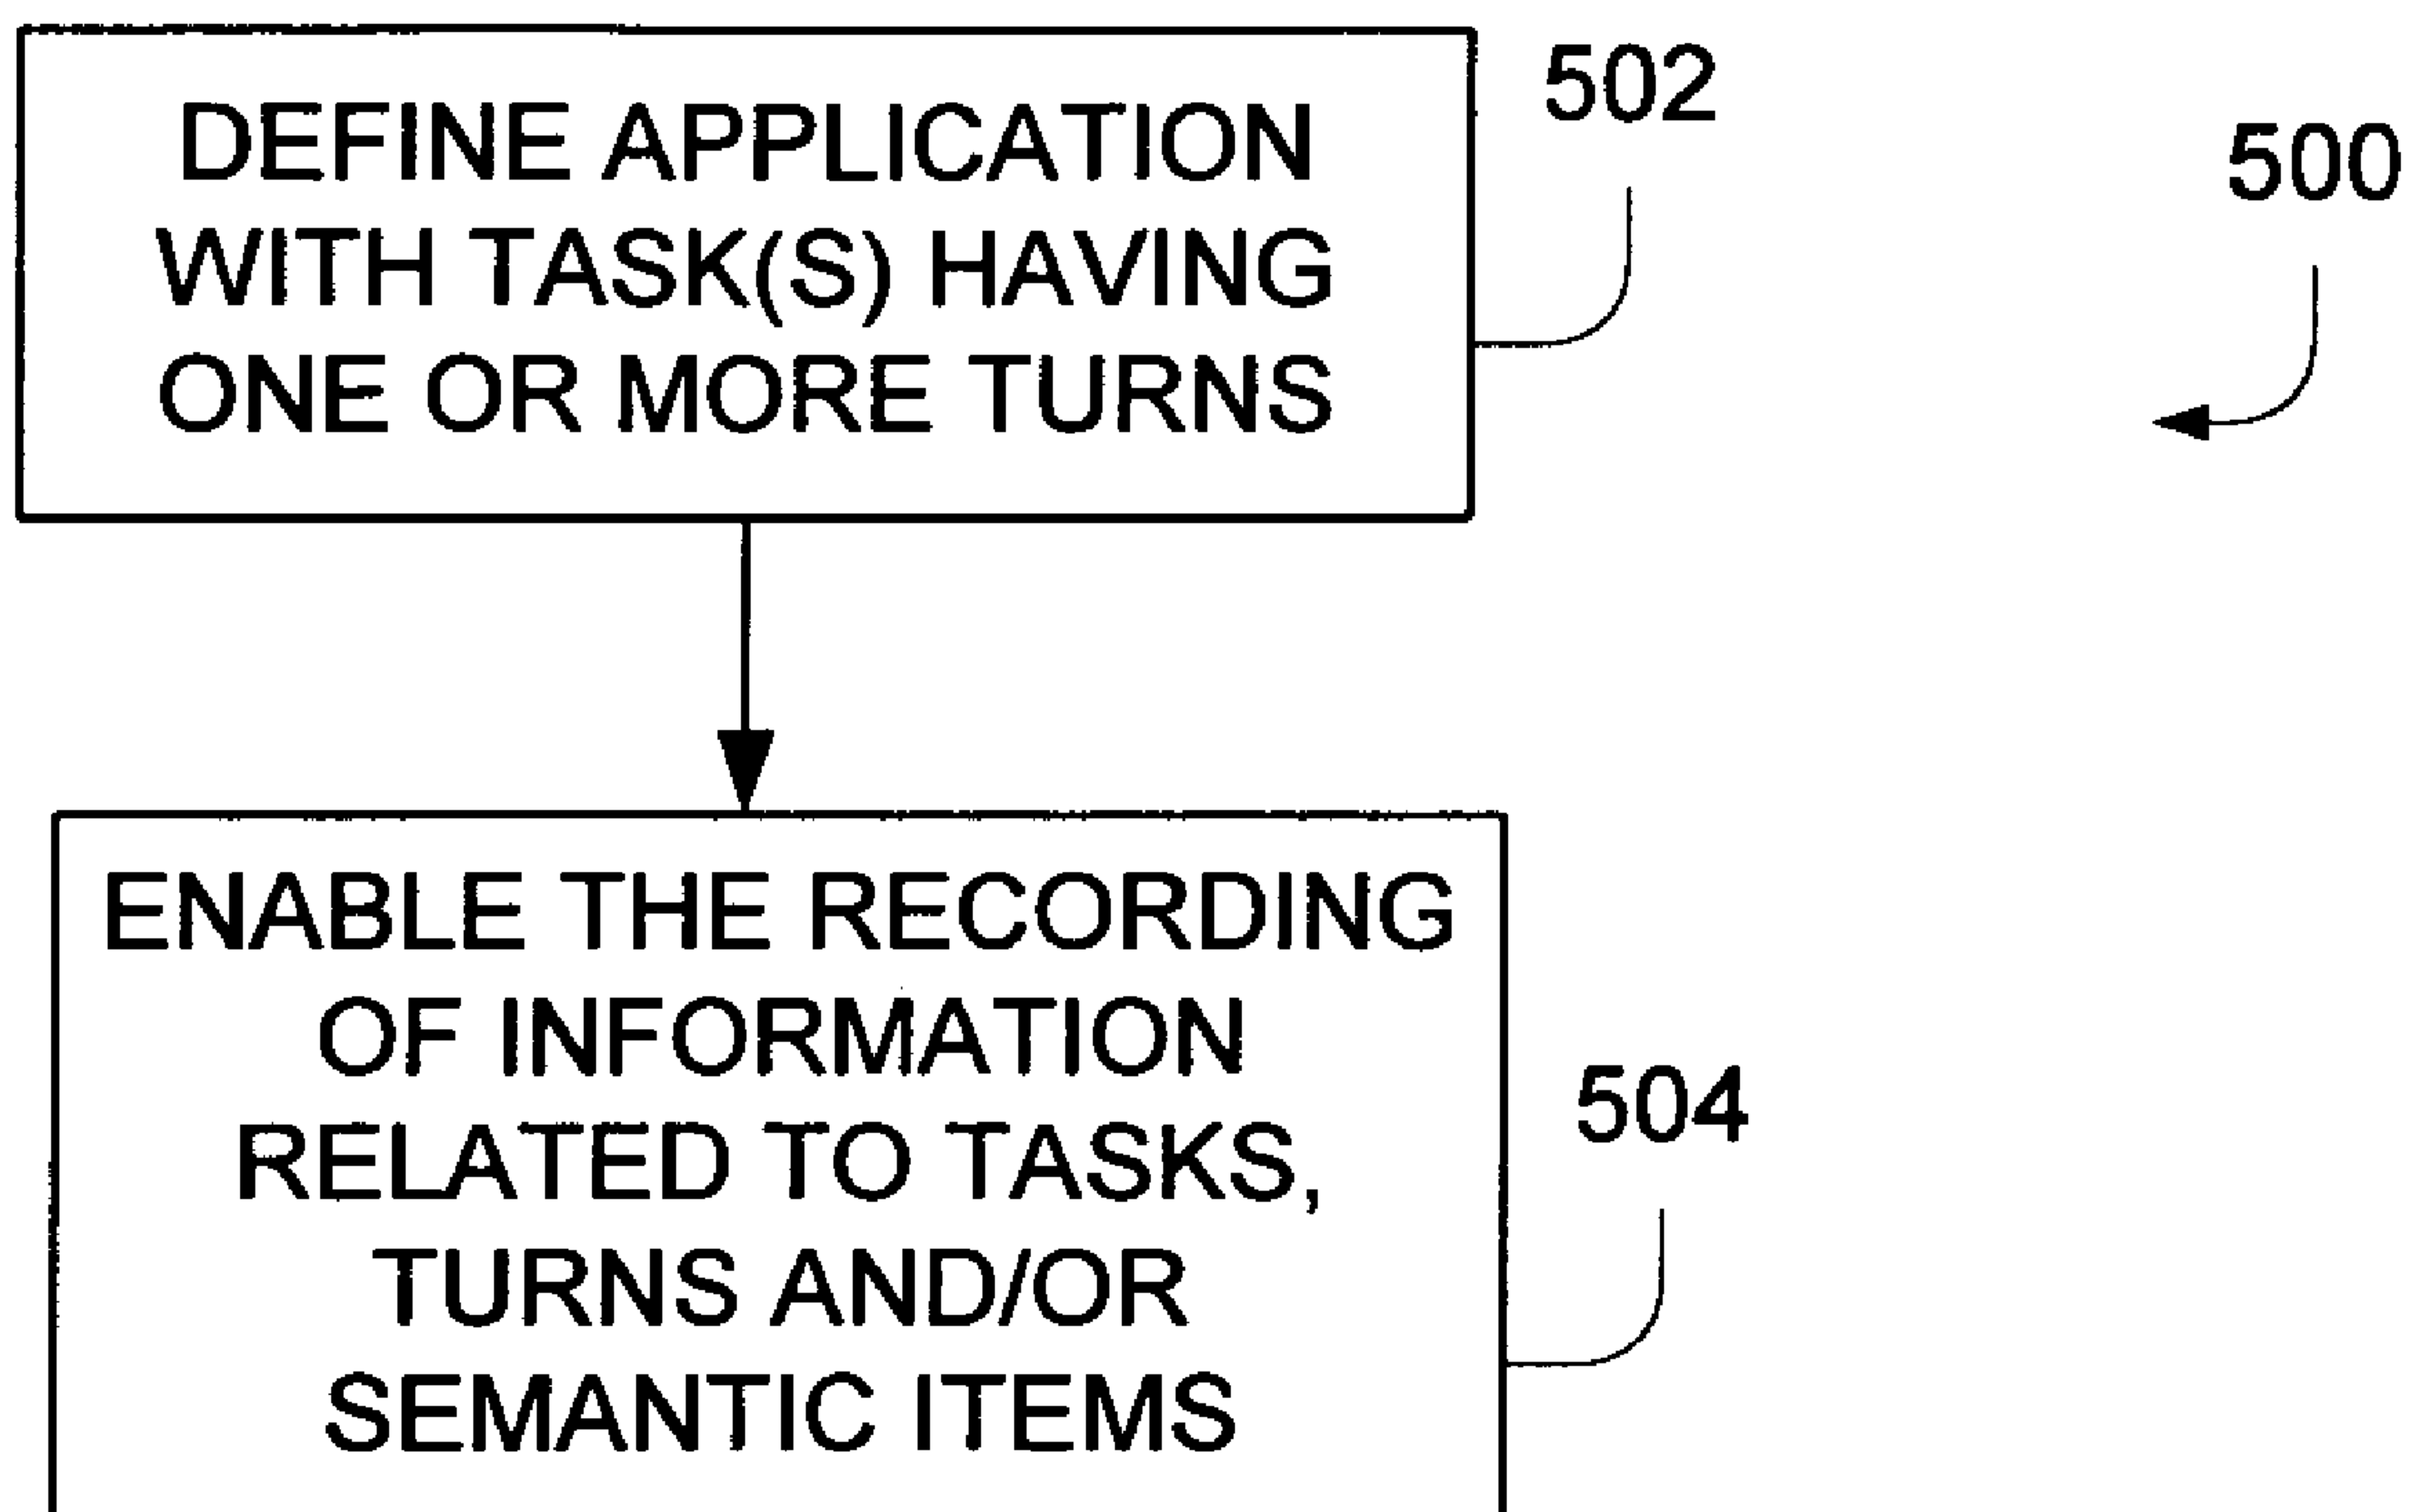 DEFINE APPLICATION
WITH TASK(S) HAVING
ONE OR MORE TURNS
502
500
ENABLE THE RECORDING
OF INFORMATION
RELATED TO TASKS,
TURNS AND/OR
SEMANTIC ITEMS
504